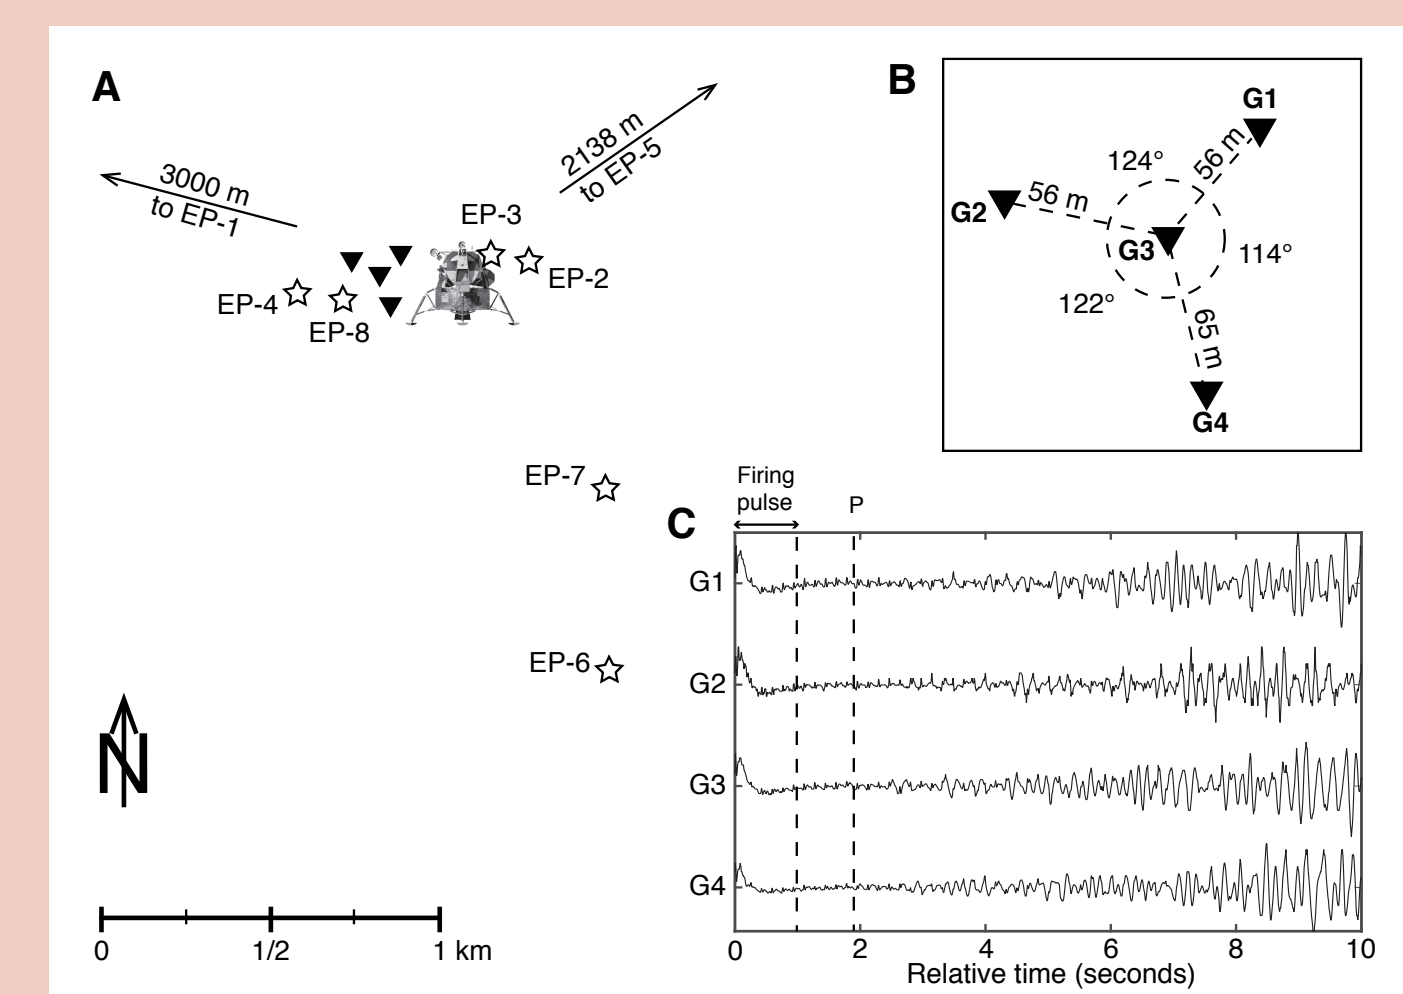 A
3000 m
to EP-1
2138 m
to EP-5
EP-3
EP-2
EP-4
EP-8
EP-7
EP-6
N
0
1/2
1 km
B
G1
124°
56 m
56 m
G2
G3
114°
122°
65 m
G4
C
Firing
pulse
P
G1
G2
G3
G4
0
2
4
6
8
10
Relative time (seconds)